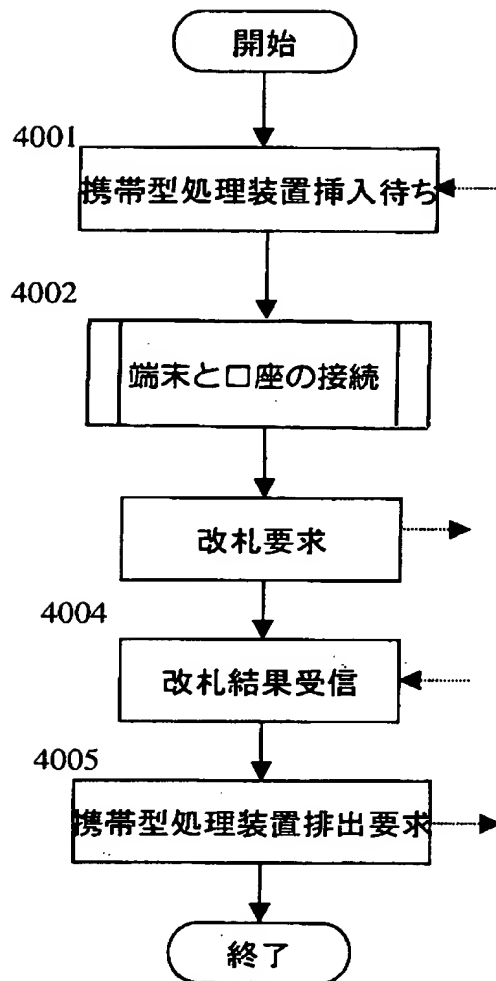 開始
4001
携帯型処理装置挿入待ち
4002
端末と口座の接続
改札要求
4004
改札結果受信
4005
携帯型処理装置排出要求
終了